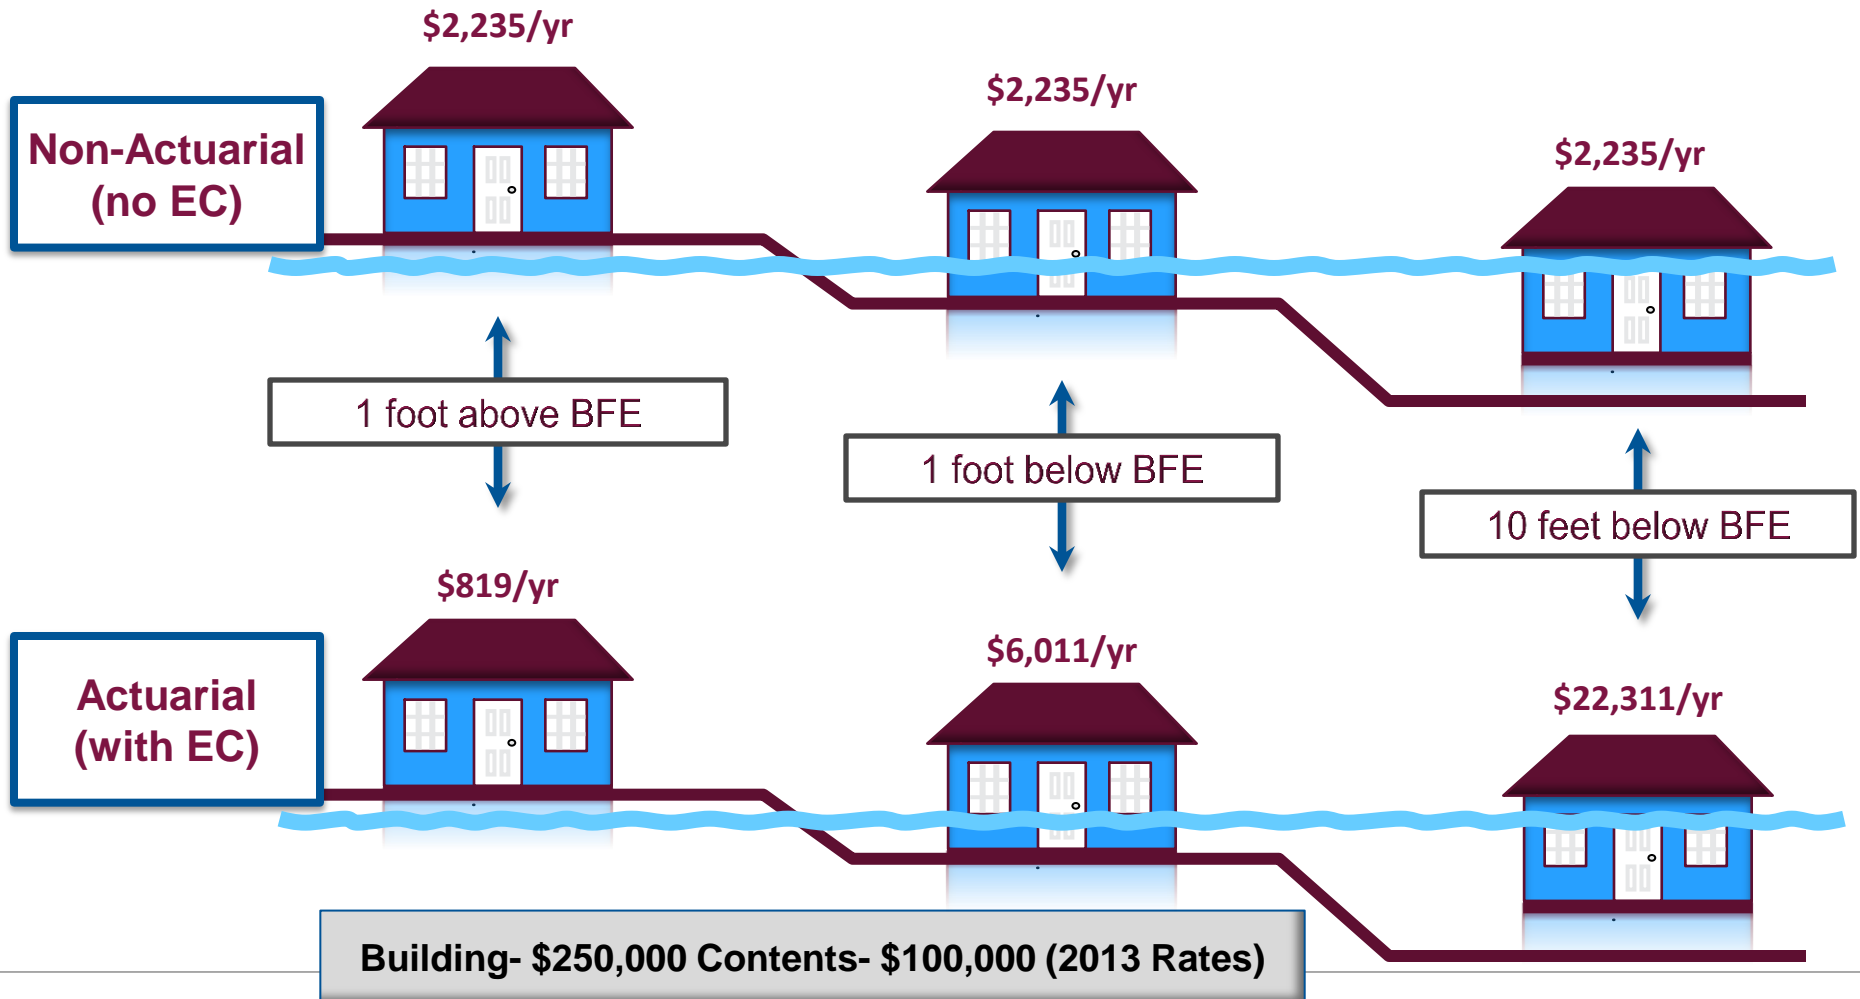 $2,235/yr
$2,235/yr
$2,235/yr
Non-Actuarial
(no EC)
1 foot above BFE
1 foot below BFE
10 feet below BFE
$819/yr
$6,011/yr
$22,311/yr
Actuarial
(with EC)
Building- $250,000 Contents- $100,000 (2013 Rates)